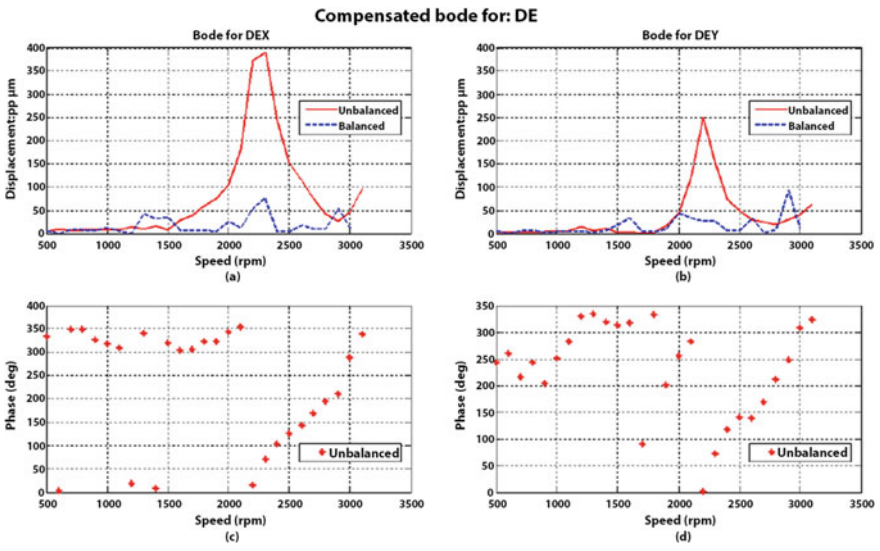 Compensated bode for: DE
Bode for DEX
Displacement:pp μm
400
350
300
250
200
150
100
50
0
Unbalanced
Balanced
500 1000 1500 2000 2500 3000 3500
Speed (rpm)
(a)
Bode for DEY
Displacement:pp μm
400
350
300
250
200
150
100
50
0
Unbalanced
Balanced
500 1000 1500 2000 2500 3000 3500
Speed (rpm)
(b)
Phase (deg)
400
350
300
250
200
150
100
50
0
Unbalanced
500 1000 1500 2000 2500 3000 3500
Speed (rpm)
(c)
Phase (deg)
350
300
250
200
150
100
50
0
Unbalanced
500 1000 1500 2000 2500 3000 3500
Speed (rpm)
(d)